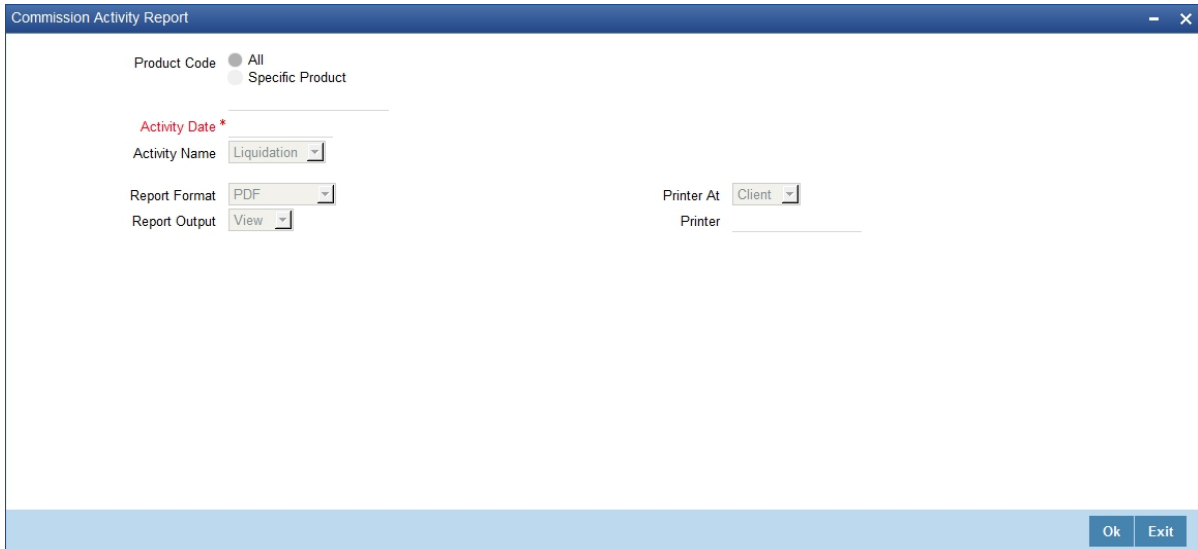 Commission Activity Report
Product Code All
Specific Product
Activity Date *
Activity Name Liquidation
Report Format PDF Printer At Client
Report Output View Printer
Ok Exit